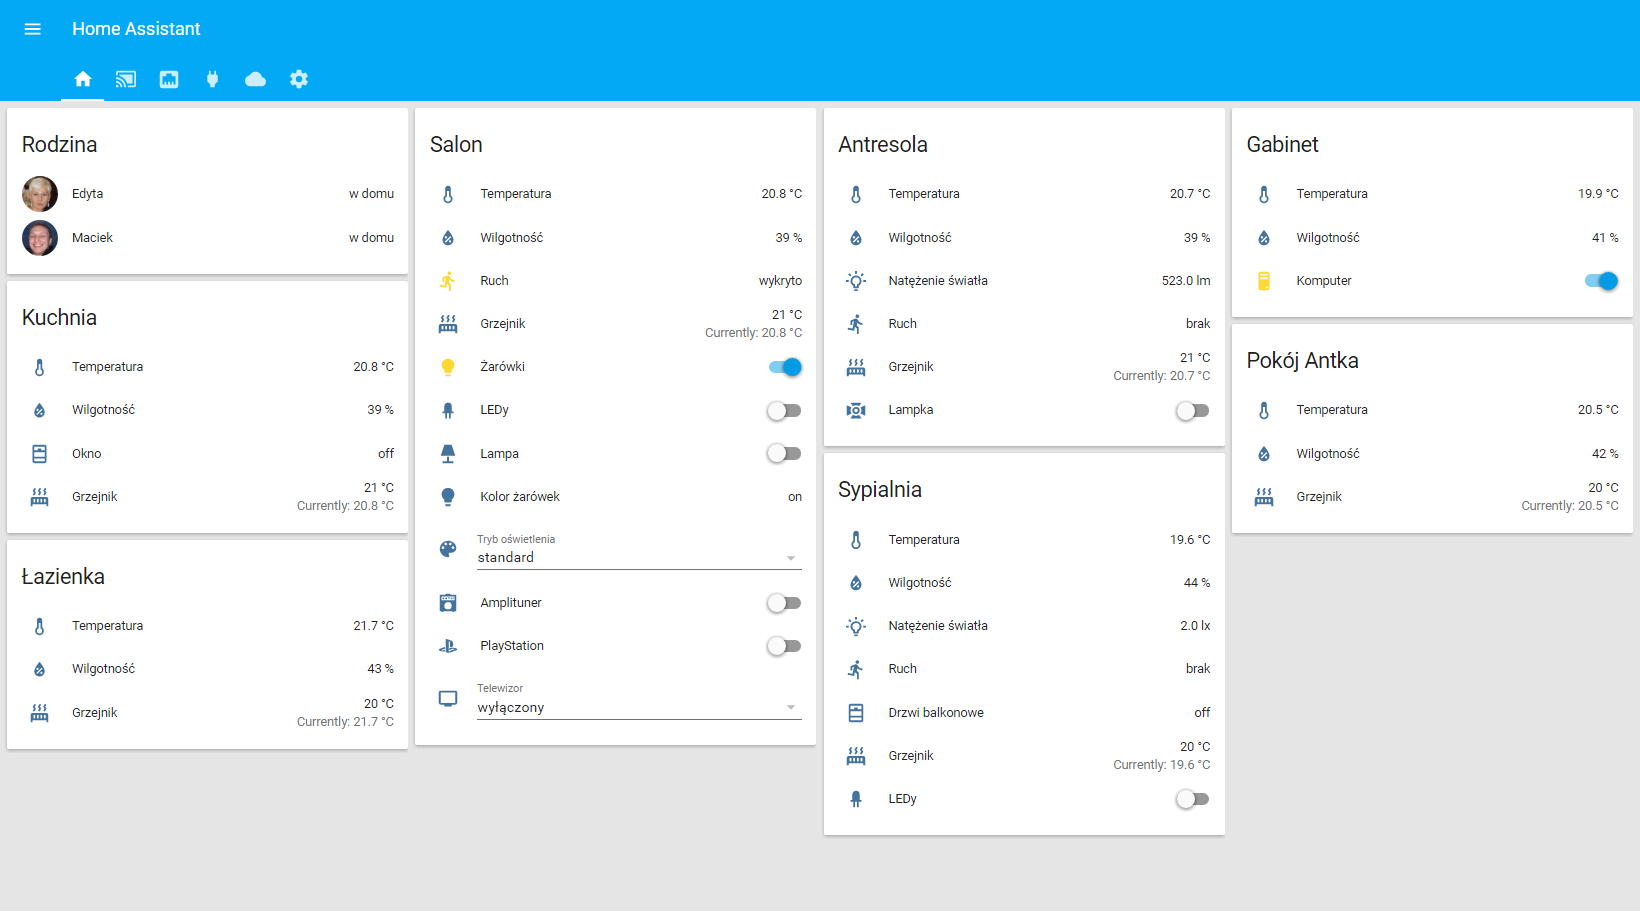 Home Assistant
Rodzina
Edyta w domu
Maciek w domu
Kuchnia
Temperatura 20.8 °C
Wilgotność 39 %
Okno off
Grzejnik 21 °C
Currently: 20.8 °C
Łazienka
Temperatura 21.7 °C
Wilgotność 43 %
Grzejnik 20 °C
Currently: 21.7 °C
Salon
Temperatura 20.8 °C
Wilgotność 39 %
Ruch wykryto
Grzejnik 21 °C
Currently: 20.8 °C
Żarówki
LEDy
Lampa
Kolor żarówek on
Tryb oświetlenia
standard
Amplituner
PlayStation
Telewizor
wyłączony
Antresola
Temperatura 20.7 °C
Wilgotność 39 %
Natężenie światła 523.0 lm
Ruch brak
Grzejnik 21 °C
Currently: 20.7 °C
Lampka
Sypialnia
Temperatura 19.6 °C
Wilgotność 44 %
Natężenie światła 2.0 lx
Ruch brak
Drzwi balkonowe off
Grzejnik 20 °C
Currently: 19.6 °C
LEDy
Gabinet
Temperatura 19.9 °C
Wilgotność 41 %
Komputer
Pokój Antka
Temperatura 20.5 °C
Wilgotność 42 %
Grzejnik 20 °C
Currently: 20.5 °C